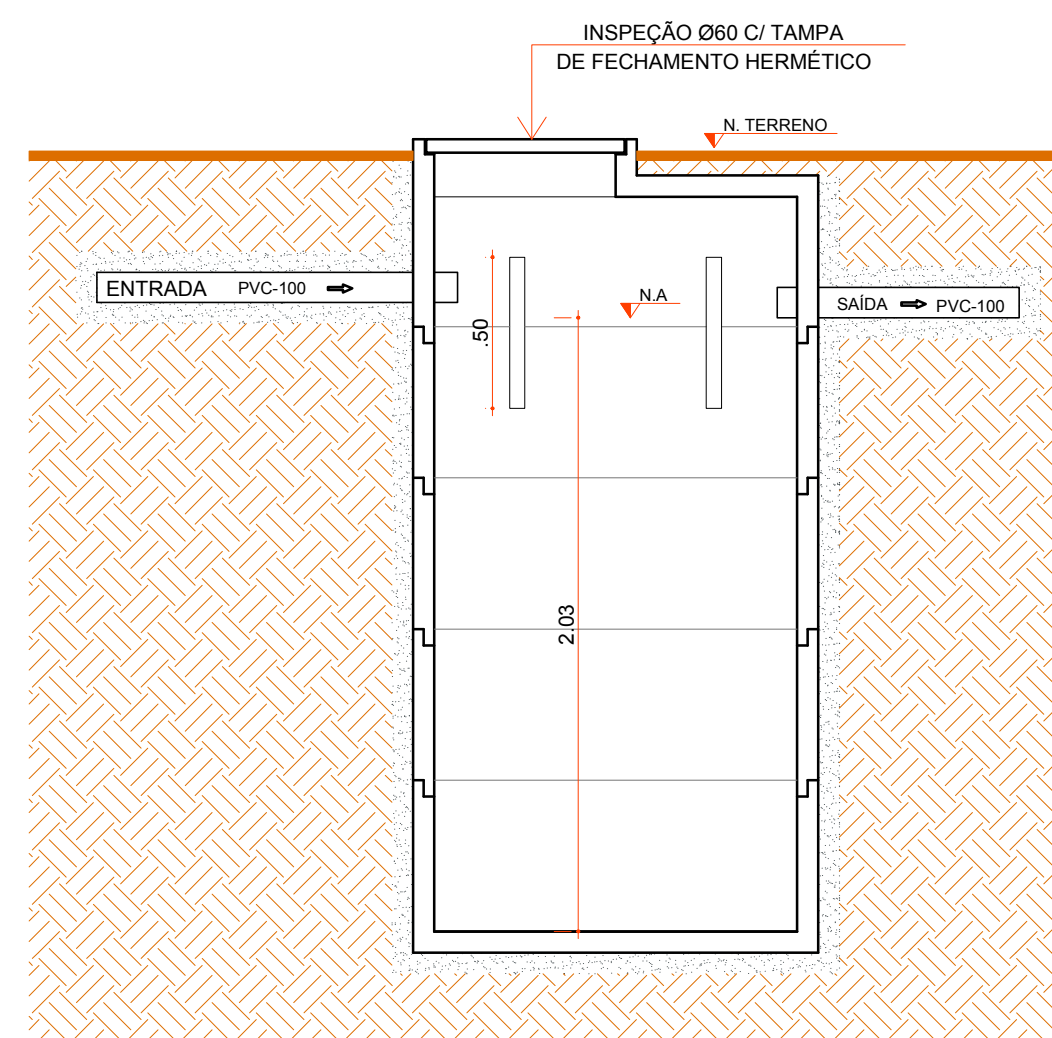 INSPEÇÃO Ø60 C/ TAMPA
DE FECHAMENTO HERMÉTICO
N. TERRENO
ENTRADA PVC-100
N.A
SAÍDA PVC-100
.50
2.03